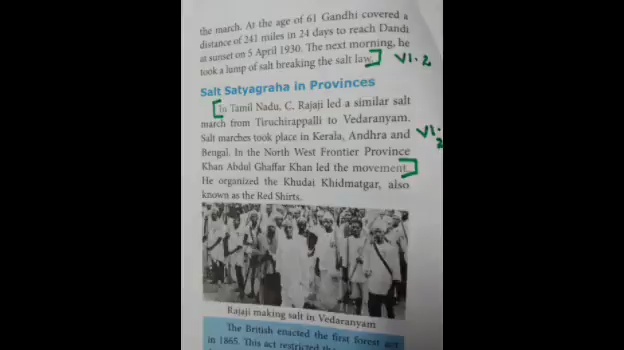 the march. At the age of 61 Gandhi covered a
distance of 241 miles in 24 days to reach Dandi
at sunset on 5 April 1930. The next morning, he
took a lump of salt breaking the salt law.] VI. 2
Salt Satyagraha in Provinces
[In Tamil Nadu, C. Rajaji led a similar salt
march from Tiruchirappalli to Vedaranyam.
Salt marches took place in Kerala, Andhra and VI. 2
Bengal. In the North West Frontier Province
Khan Abdul Ghaffar Khan led the movement.]
He organized the Khudai Khidmatgar, also
known as the Red Shirts.
Rajaji making salt in Vedaranyam
The British enacted the first forest act
in 1865. This act restricted the